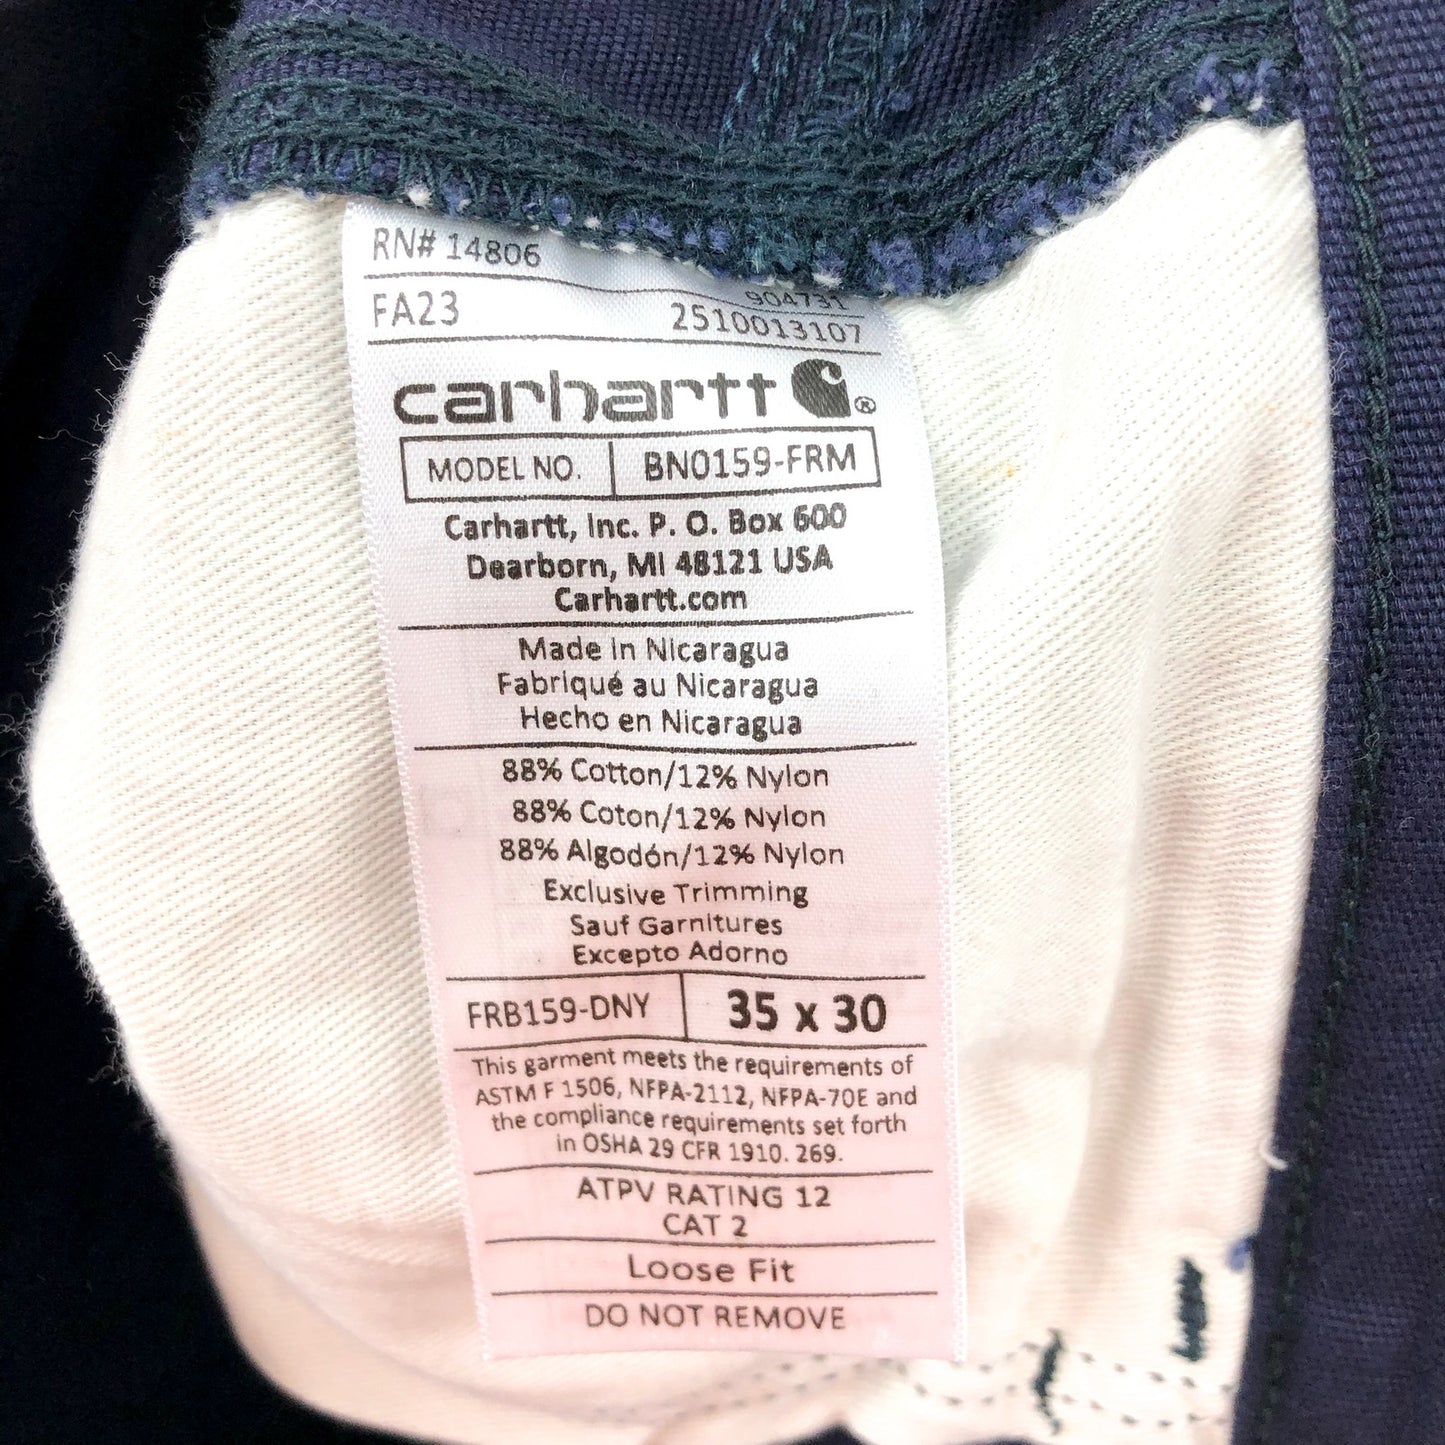 RN# 14806
904731
FA23 2510013107
carhartt ®
MODEL NO. BN0159-FRM
Carhartt, Inc. P. O. Box 600
Dearborn, MI 48121 USA
Carhartt.com
Made in Nicaragua
Fabriqué au Nicaragua
Hecho en Nicaragua
88% Cotton/12% Nylon
88% Coton/12% Nylon
88% Algodón/12% Nylon
Exclusive Trimming
Sauf Garnitures
Excepto Adorno
FRB159-DNY 35 x 30
This garment meets the requirements of
ASTM F 1506, NFPA-2112, NFPA-70E and
the compliance requirements set forth
in OSHA 29 CFR 1910. 269.
ATPV RATING 12
CAT 2
Loose Fit
DO NOT REMOVE